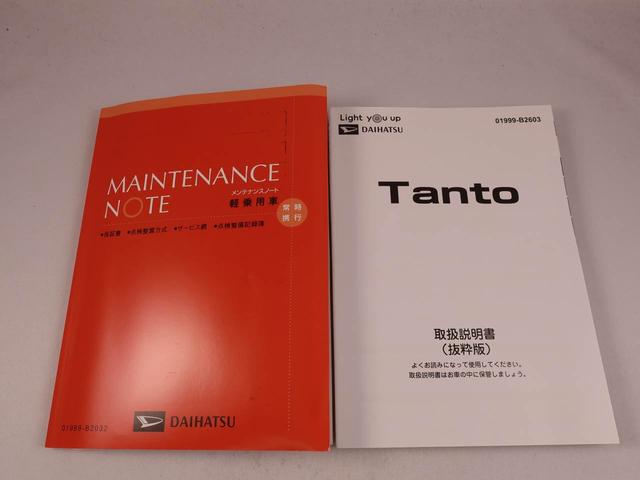 MAINTENANCE
NOTE
メンテナンスノート
軽乗用車
常時
携行
●保証書 ●点検整備方式 ●サービス網 ●点検整備記録簿
DAIHATSU
01999-B2032
Light you up
DAIHATSU
01999-B2603
Tanto
取扱説明書
(抜粋版)
よくお読みになって使用してください。
取扱説明書はお車の中に保管しましょう。